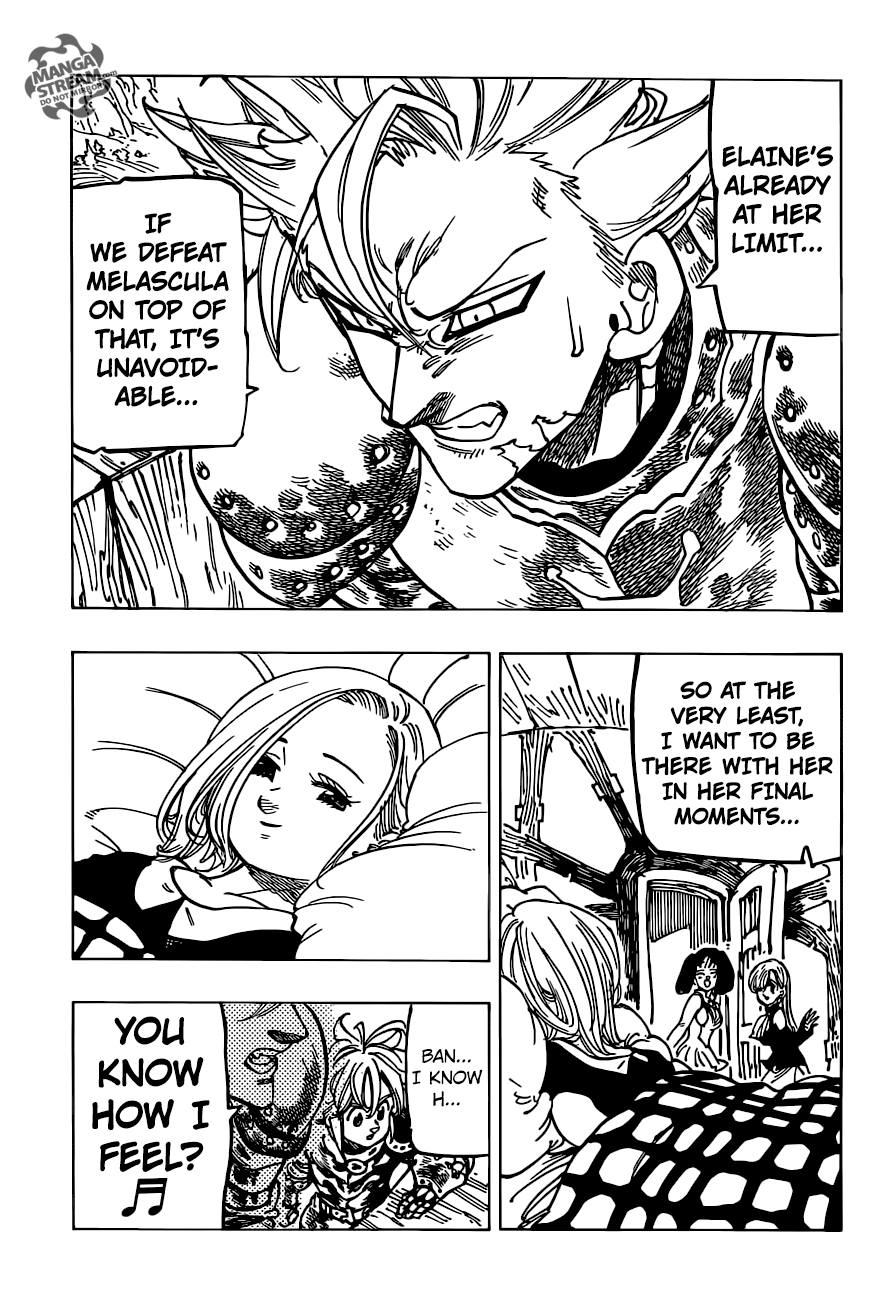 MANGA
STREAM.com
DO NOT MIRROR
ELAINE'S
ALREADY
AT HER
LIMIT...
IF
WE DEFEAT
MELASCULA
ON TOP OF
THAT, IT'S
UNAVOID-
ABLE...
SO AT THE
VERY LEAST,
I WANT TO BE
THERE WITH HER
IN HER FINAL
MOMENTS...
BAN...
I KNOW
H...
YOU
KNOW
HOW I
FEEL?